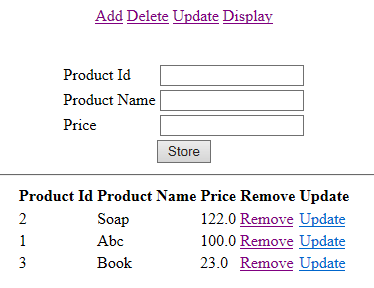 Add Delete Update Display
Product Id
Product Name
Price
Store
Product Id Product Name Price Remove Update
2 Soap 122.0 Remove Update
1 Abc 100.0 Remove Update
3 Book 23.0 Remove Update